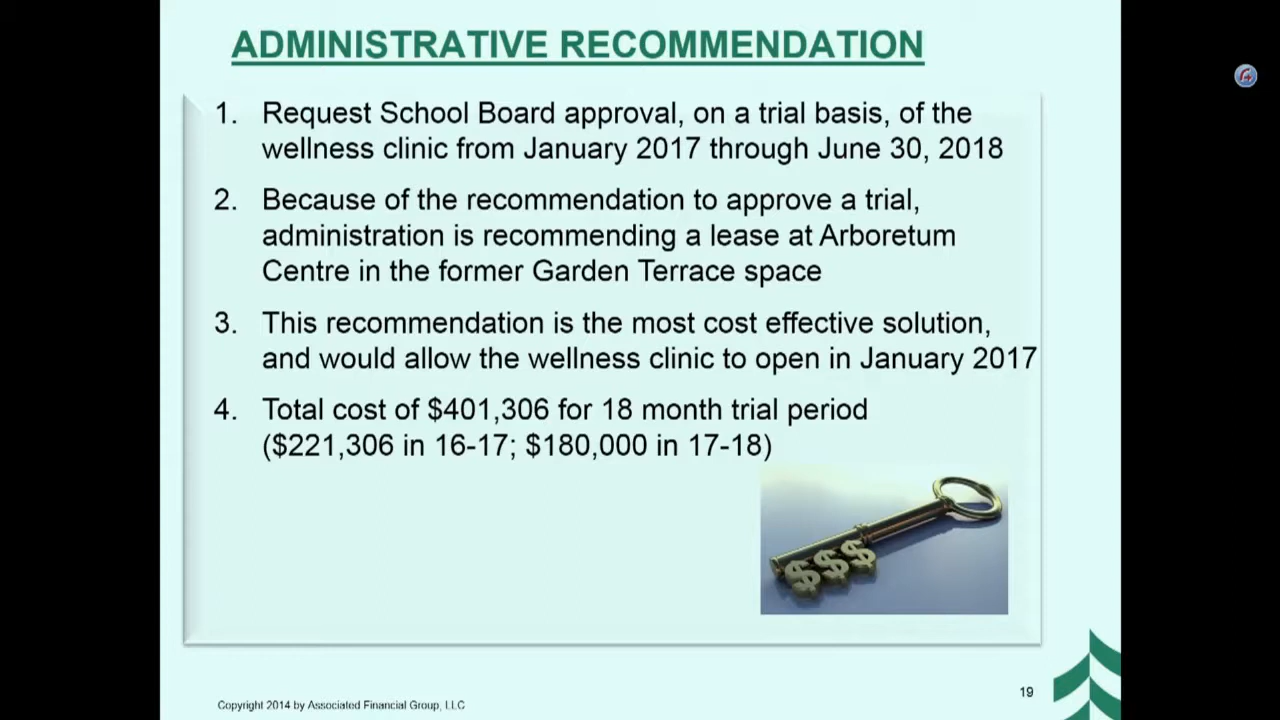 ADMINISTRATIVE RECOMMENDATION
1. Request School Board approval, on a trial basis, of the
wellness clinic from January 2017 through June 30, 2018
2. Because of the recommendation to approve a trial,
administration is recommending a lease at Arboretum
Centre in the former Garden Terrace space
3. This recommendation is the most cost effective solution,
and would allow the wellness clinic to open in January 2017
4. Total cost of $401,306 for 18 month trial period
($221,306 in 16-17; $180,000 in 17-18)
$$$
19
Copyright 2014 by Associated Financial Group, LLC